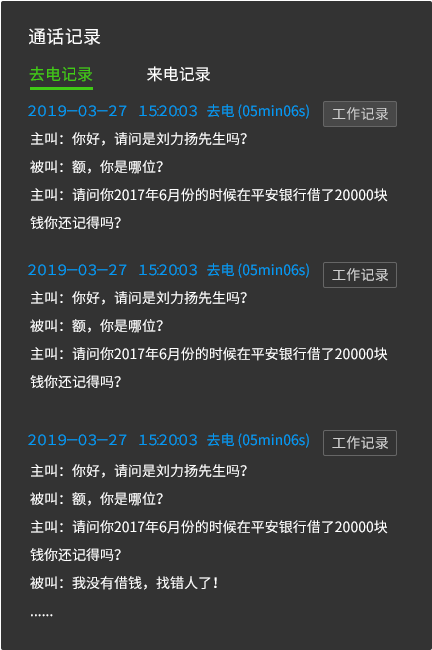 通话记录
去电记录 来电记录
2019-03-27 15:20:03 去电 (05min06s) 工作记录
主叫：你好，请问是刘力扬先生吗？
被叫：额，你是哪位？
主叫：请问你2017年6月份的时候在平安银行借了20000块
钱你还记得吗？
2019-03-27 15:20:03 去电 (05min06s) 工作记录
主叫：你好，请问是刘力扬先生吗？
被叫：额，你是哪位？
主叫：请问你2017年6月份的时候在平安银行借了20000块
钱你还记得吗？
2019-03-27 15:20:03 去电 (05min06s) 工作记录
主叫：你好，请问是刘力扬先生吗？
被叫：额，你是哪位？
主叫：请问你2017年6月份的时候在平安银行借了20000块
钱你还记得吗？
被叫：我没有借钱，找错人了！
......